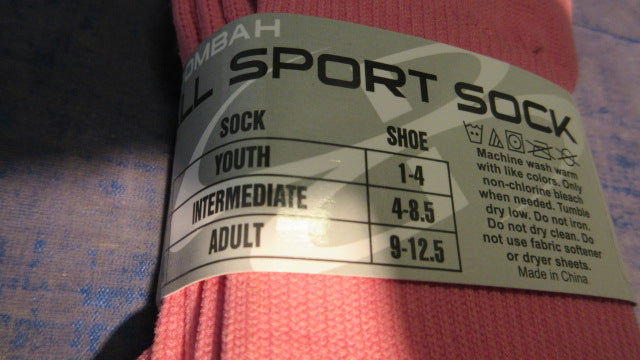 OMBAH
LL SPORT SOCK
SOCK SHOE
YOUTH 1-4
INTERMEDIATE 4-8.5
ADULT 9-12.5
Machine wash warm
with like colors. Only
non-chlorine bleach
when needed. Tumble
dry low. Do not iron.
Do not dry clean. Do
not use fabric softener
or dryer sheets.
Made in China